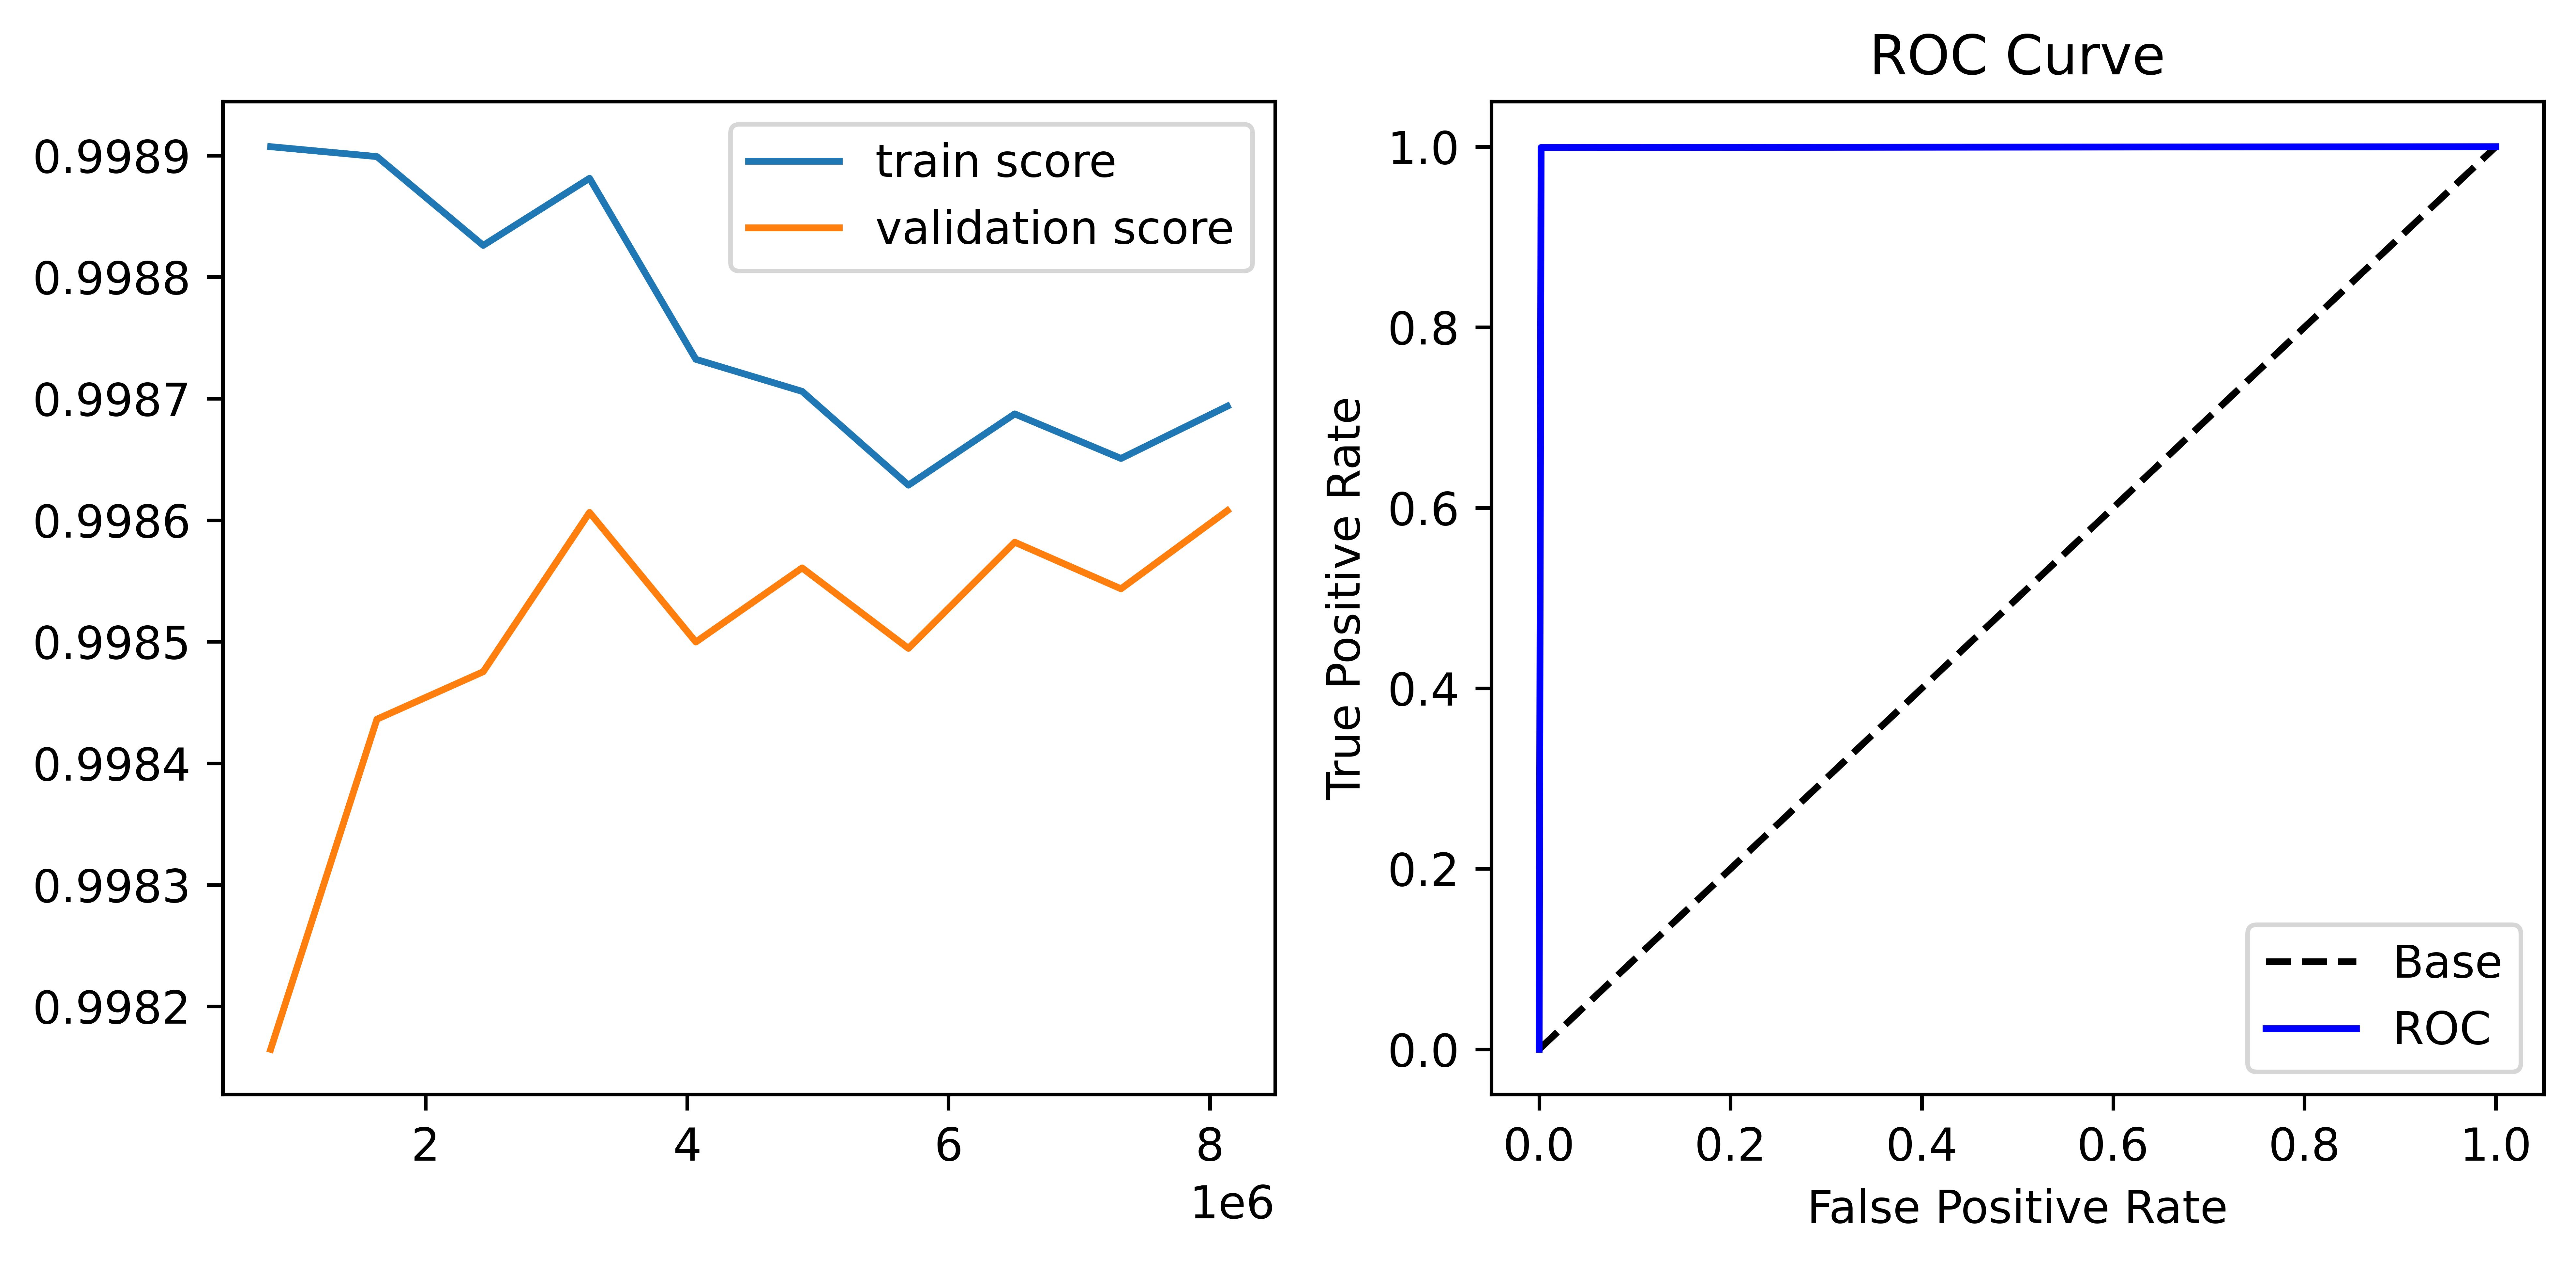 0.9989
0.9988
0.9987
0.9986
0.9985
0.9984
0.9983
0.9982
2 4 6 8
1e6
train score
validation score
ROC Curve
True Positive Rate
1.0
0.8
0.6
0.4
0.2
0.0
0.0 0.2 0.4 0.6 0.8 1.0
False Positive Rate
Base
ROC